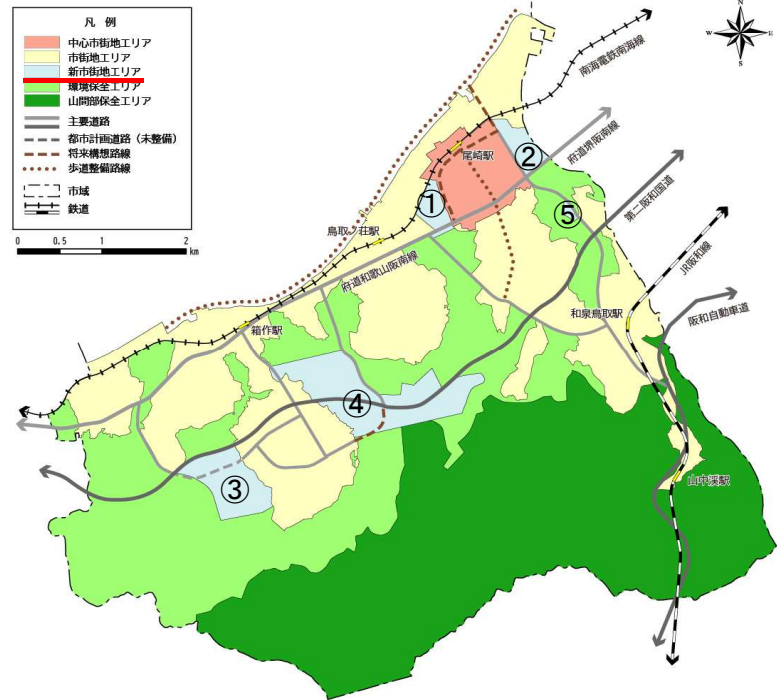 凡 例
中心市街地エリア
市街地エリア
新市街地エリア
環境保全エリア
山間部保全エリア
主要道路
都市計画道路（未整備）
将来構想路線
歩道整備路線
市域
鉄道
0 0.5 1 2
km
N
W E
S
南海電鉄南海線
尾崎駅
②
府道堺阪南線
①
⑤
第二阪和国道
鳥取ノ荘駅
府道和歌山阪南線
JR阪和線
和泉鳥取駅
阪和自動車道
箱作駅
④
③
山中渓駅